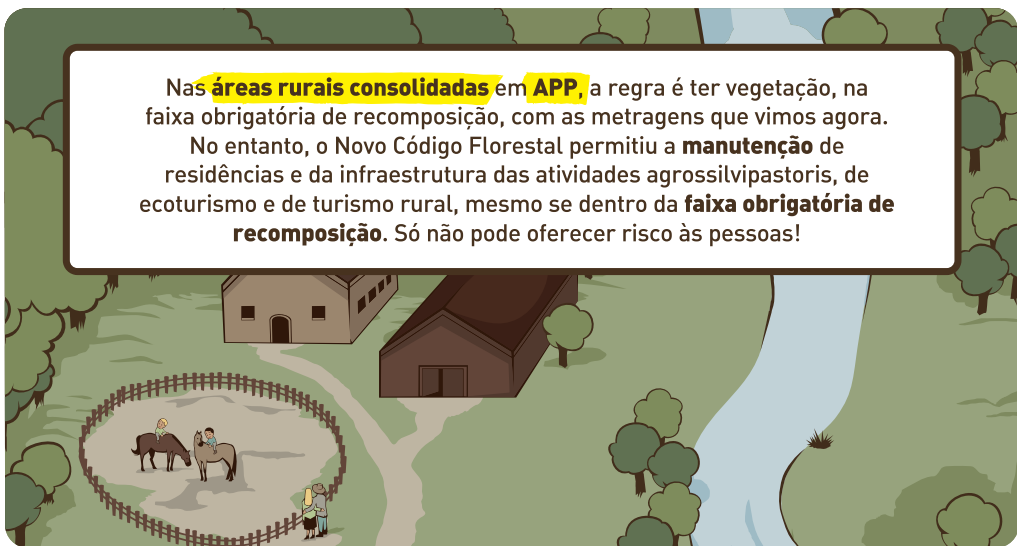 Nas áreas rurais consolidadas em APP, a regra é ter vegetação, na
faixa obrigatória de recomposição, com as metragens que vimos agora.
No entanto, o Novo Código Florestal permitiu a manutenção de
residências e da infraestrutura das atividades agrossilvipastoris, de
ecoturismo e de turismo rural, mesmo se dentro da faixa obrigatória de
recomposição. Só não pode oferecer risco às pessoas!